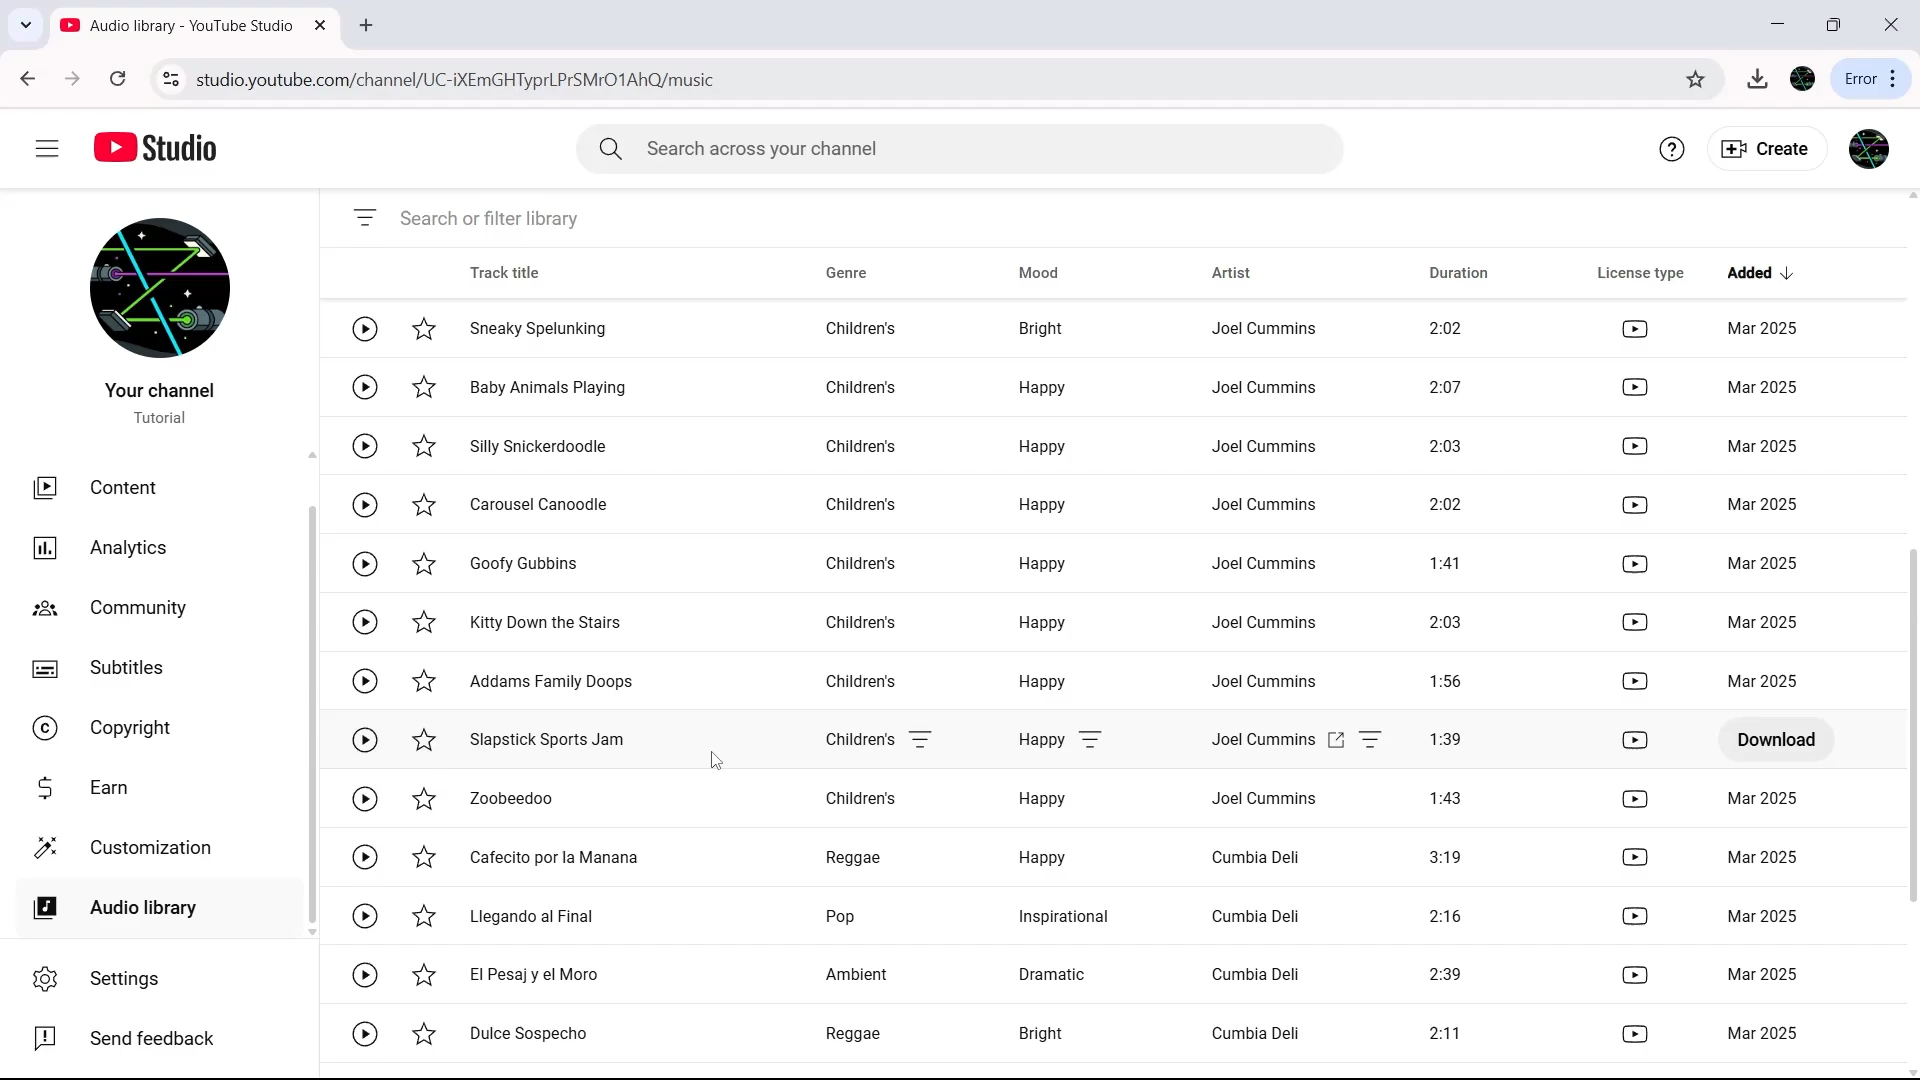 Audio library - YouTube Studio
studio.youtube.com/channel/UC-iXEmGHTyprLPrSMrO1AhQ/music
Error
Studio
Search across your channel
Create
Your channel
Tutorial
Content
Analytics
Community
Subtitles
Copyright
Earn
Customization
Audio library
Settings
Send feedback
Search or filter library
Track title Genre Mood Artist Duration License type Added
Sneaky Spelunking Children's Bright Joel Cummins 2:02 Mar 2025
Baby Animals Playing Children's Happy Joel Cummins 2:07 Mar 2025
Silly Snickerdoodle Children's Happy Joel Cummins 2:03 Mar 2025
Carousel Canoodle Children's Happy Joel Cummins 2:02 Mar 2025
Goofy Gubbins Children's Happy Joel Cummins 1:41 Mar 2025
Kitty Down the Stairs Children's Happy Joel Cummins 2:03 Mar 2025
Addams Family Doops Children's Happy Joel Cummins 1:56 Mar 2025
Slapstick Sports Jam Children's Happy Joel Cummins 1:39 Download
Zoobeedoo Children's Happy Joel Cummins 1:43 Mar 2025
Cafecito por la Manana Reggae Happy Cumbia Deli 3:19 Mar 2025
Llegando al Final Pop Inspirational Cumbia Deli 2:16 Mar 2025
El Pesaj y el Moro Ambient Dramatic Cumbia Deli 2:39 Mar 2025
Dulce Sospecho Reggae Bright Cumbia Deli 2:11 Mar 2025